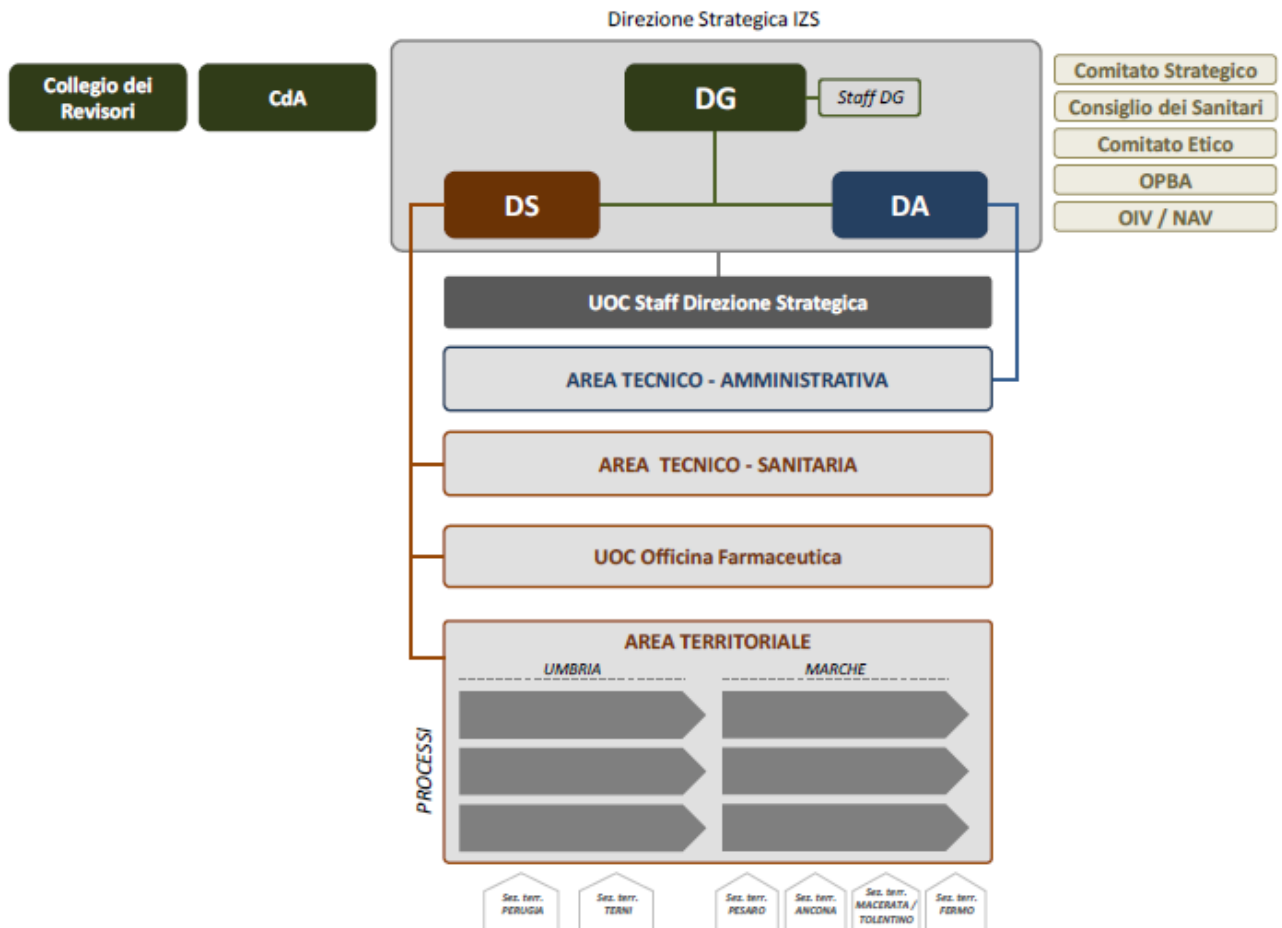 Direzione Strategica IZS
Collegio dei
Revisori
CdA
DG
Staff DG
Comitato Strategico
Consiglio dei Sanitari
Comitato Etico
OPBA
OIV / NAV
DS
DA
UOC Staff Direzione Strategica
AREA TECNICO - AMMINISTRATIVA
AREA TECNICO - SANITARIA
UOC Officina Farmaceutica
AREA TERRITORIALE
UMBRIA
MARCHE
PROCESSI
Sez. terr.
PERUGIA
Sez. terr.
TERNI
Sez. terr.
PESARO
Sez. terr.
ANCONA
Sez. terr.
MACERATA /
TOLENTINO
Sez. terr.
FERMO